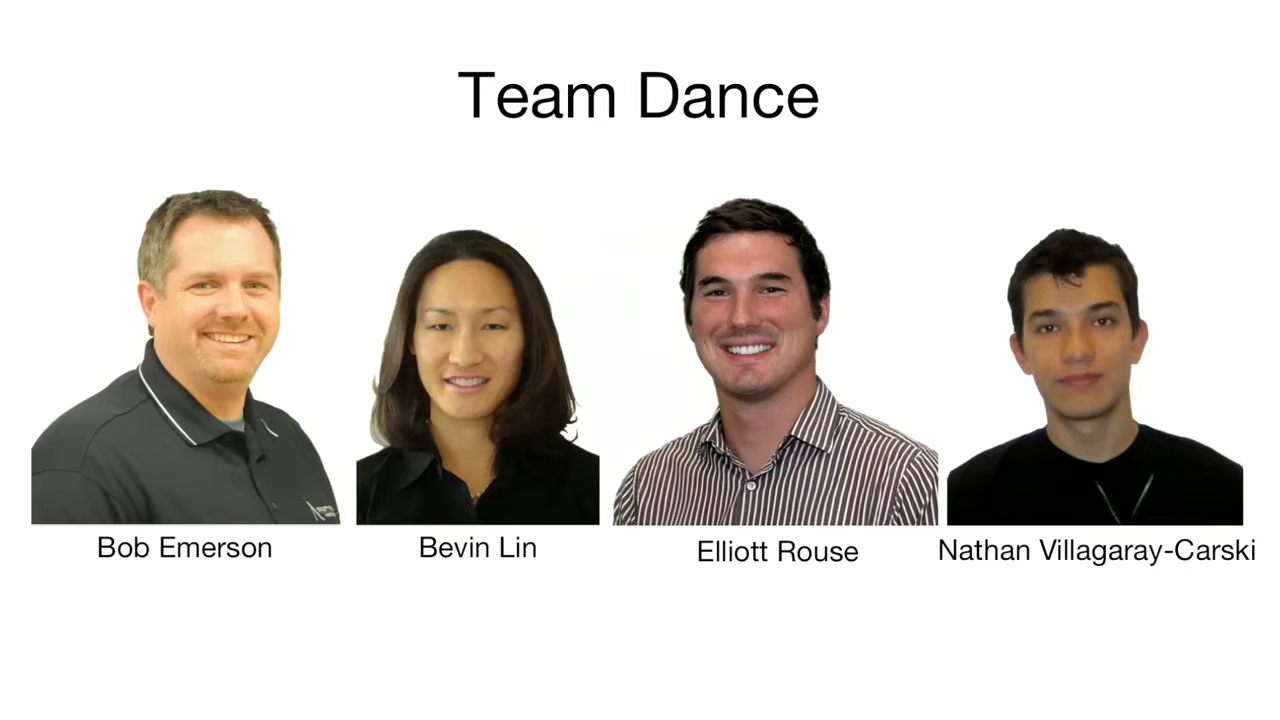 Team Dance
Bob Emerson
Bevin Lin
Elliott Rouse
Nathan Villagaray-Carski